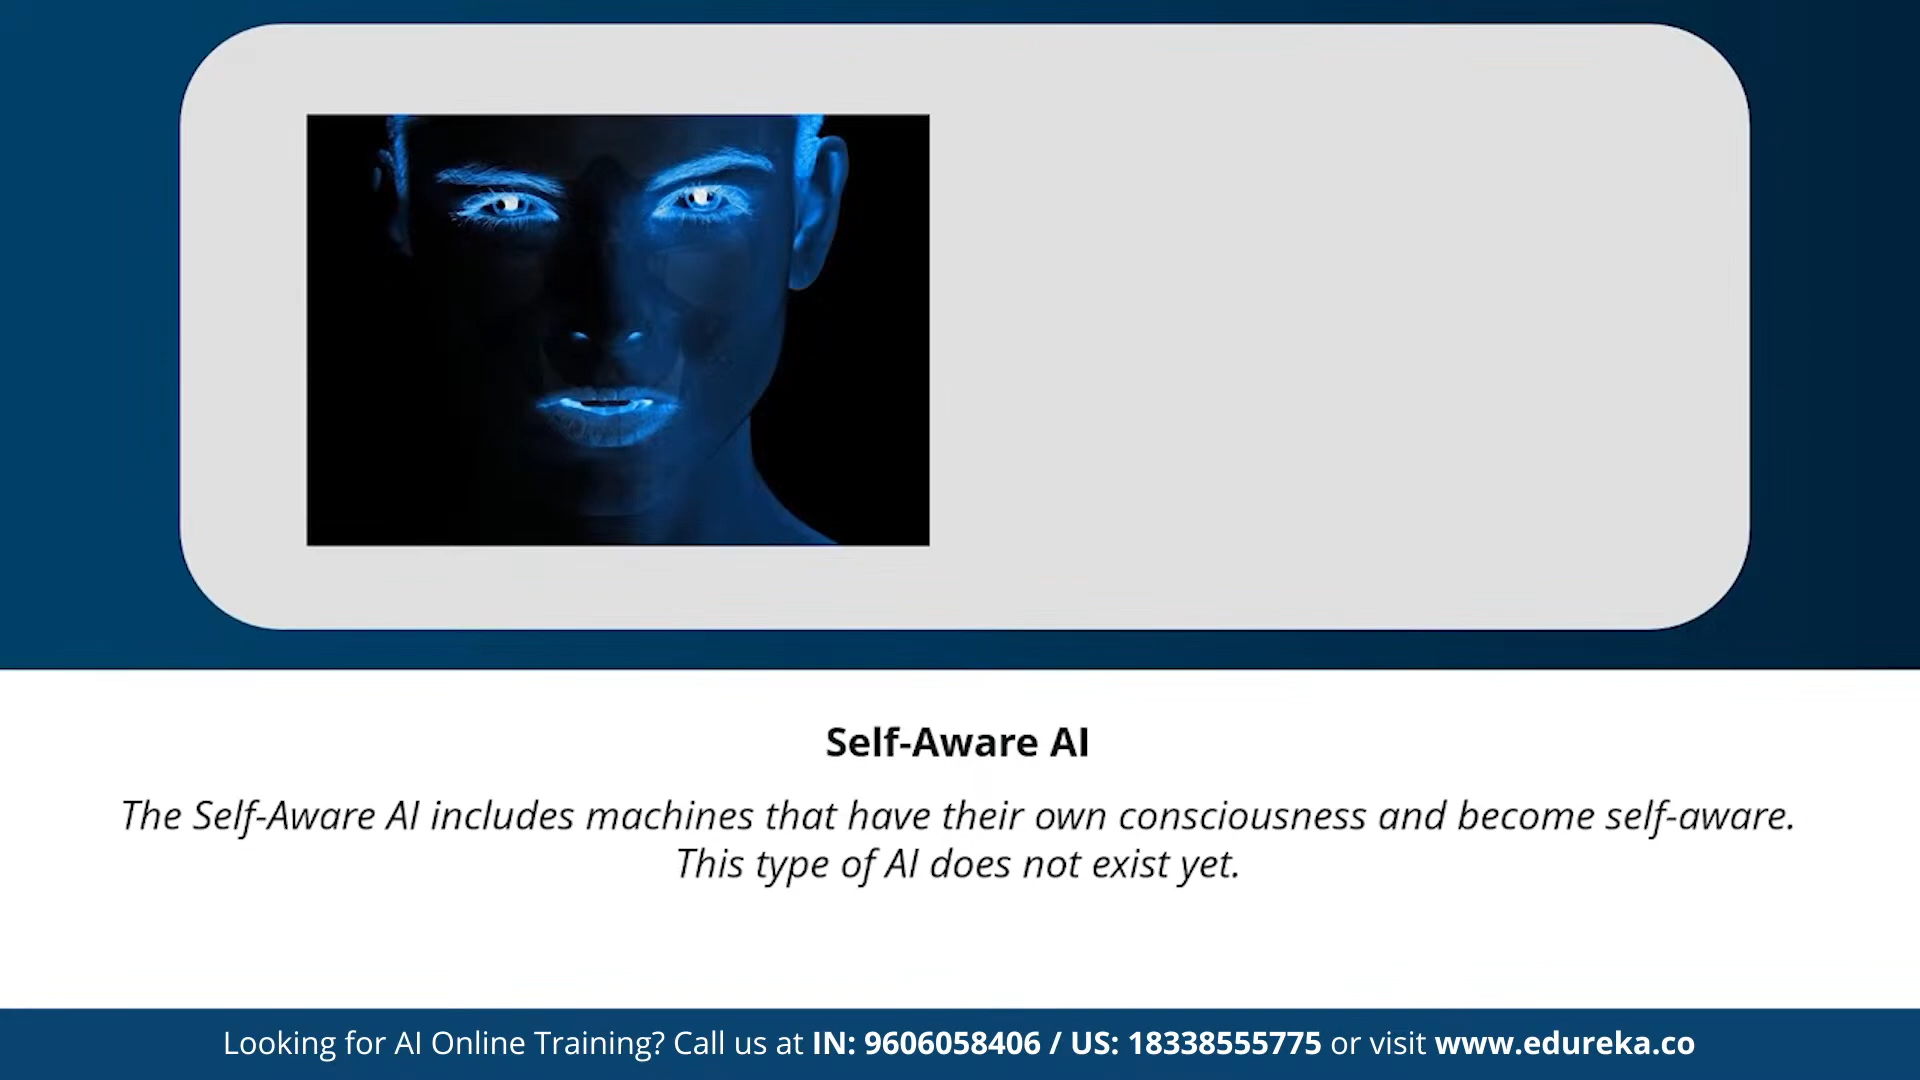 Self-Aware AI
The Self-Aware AI includes machines that have their own consciousness and become self-aware.
This type of AI does not exist yet.
Looking for AI Online Training? Call us at IN: 9606058406 / US: 18338555775 or visit www.edureka.co